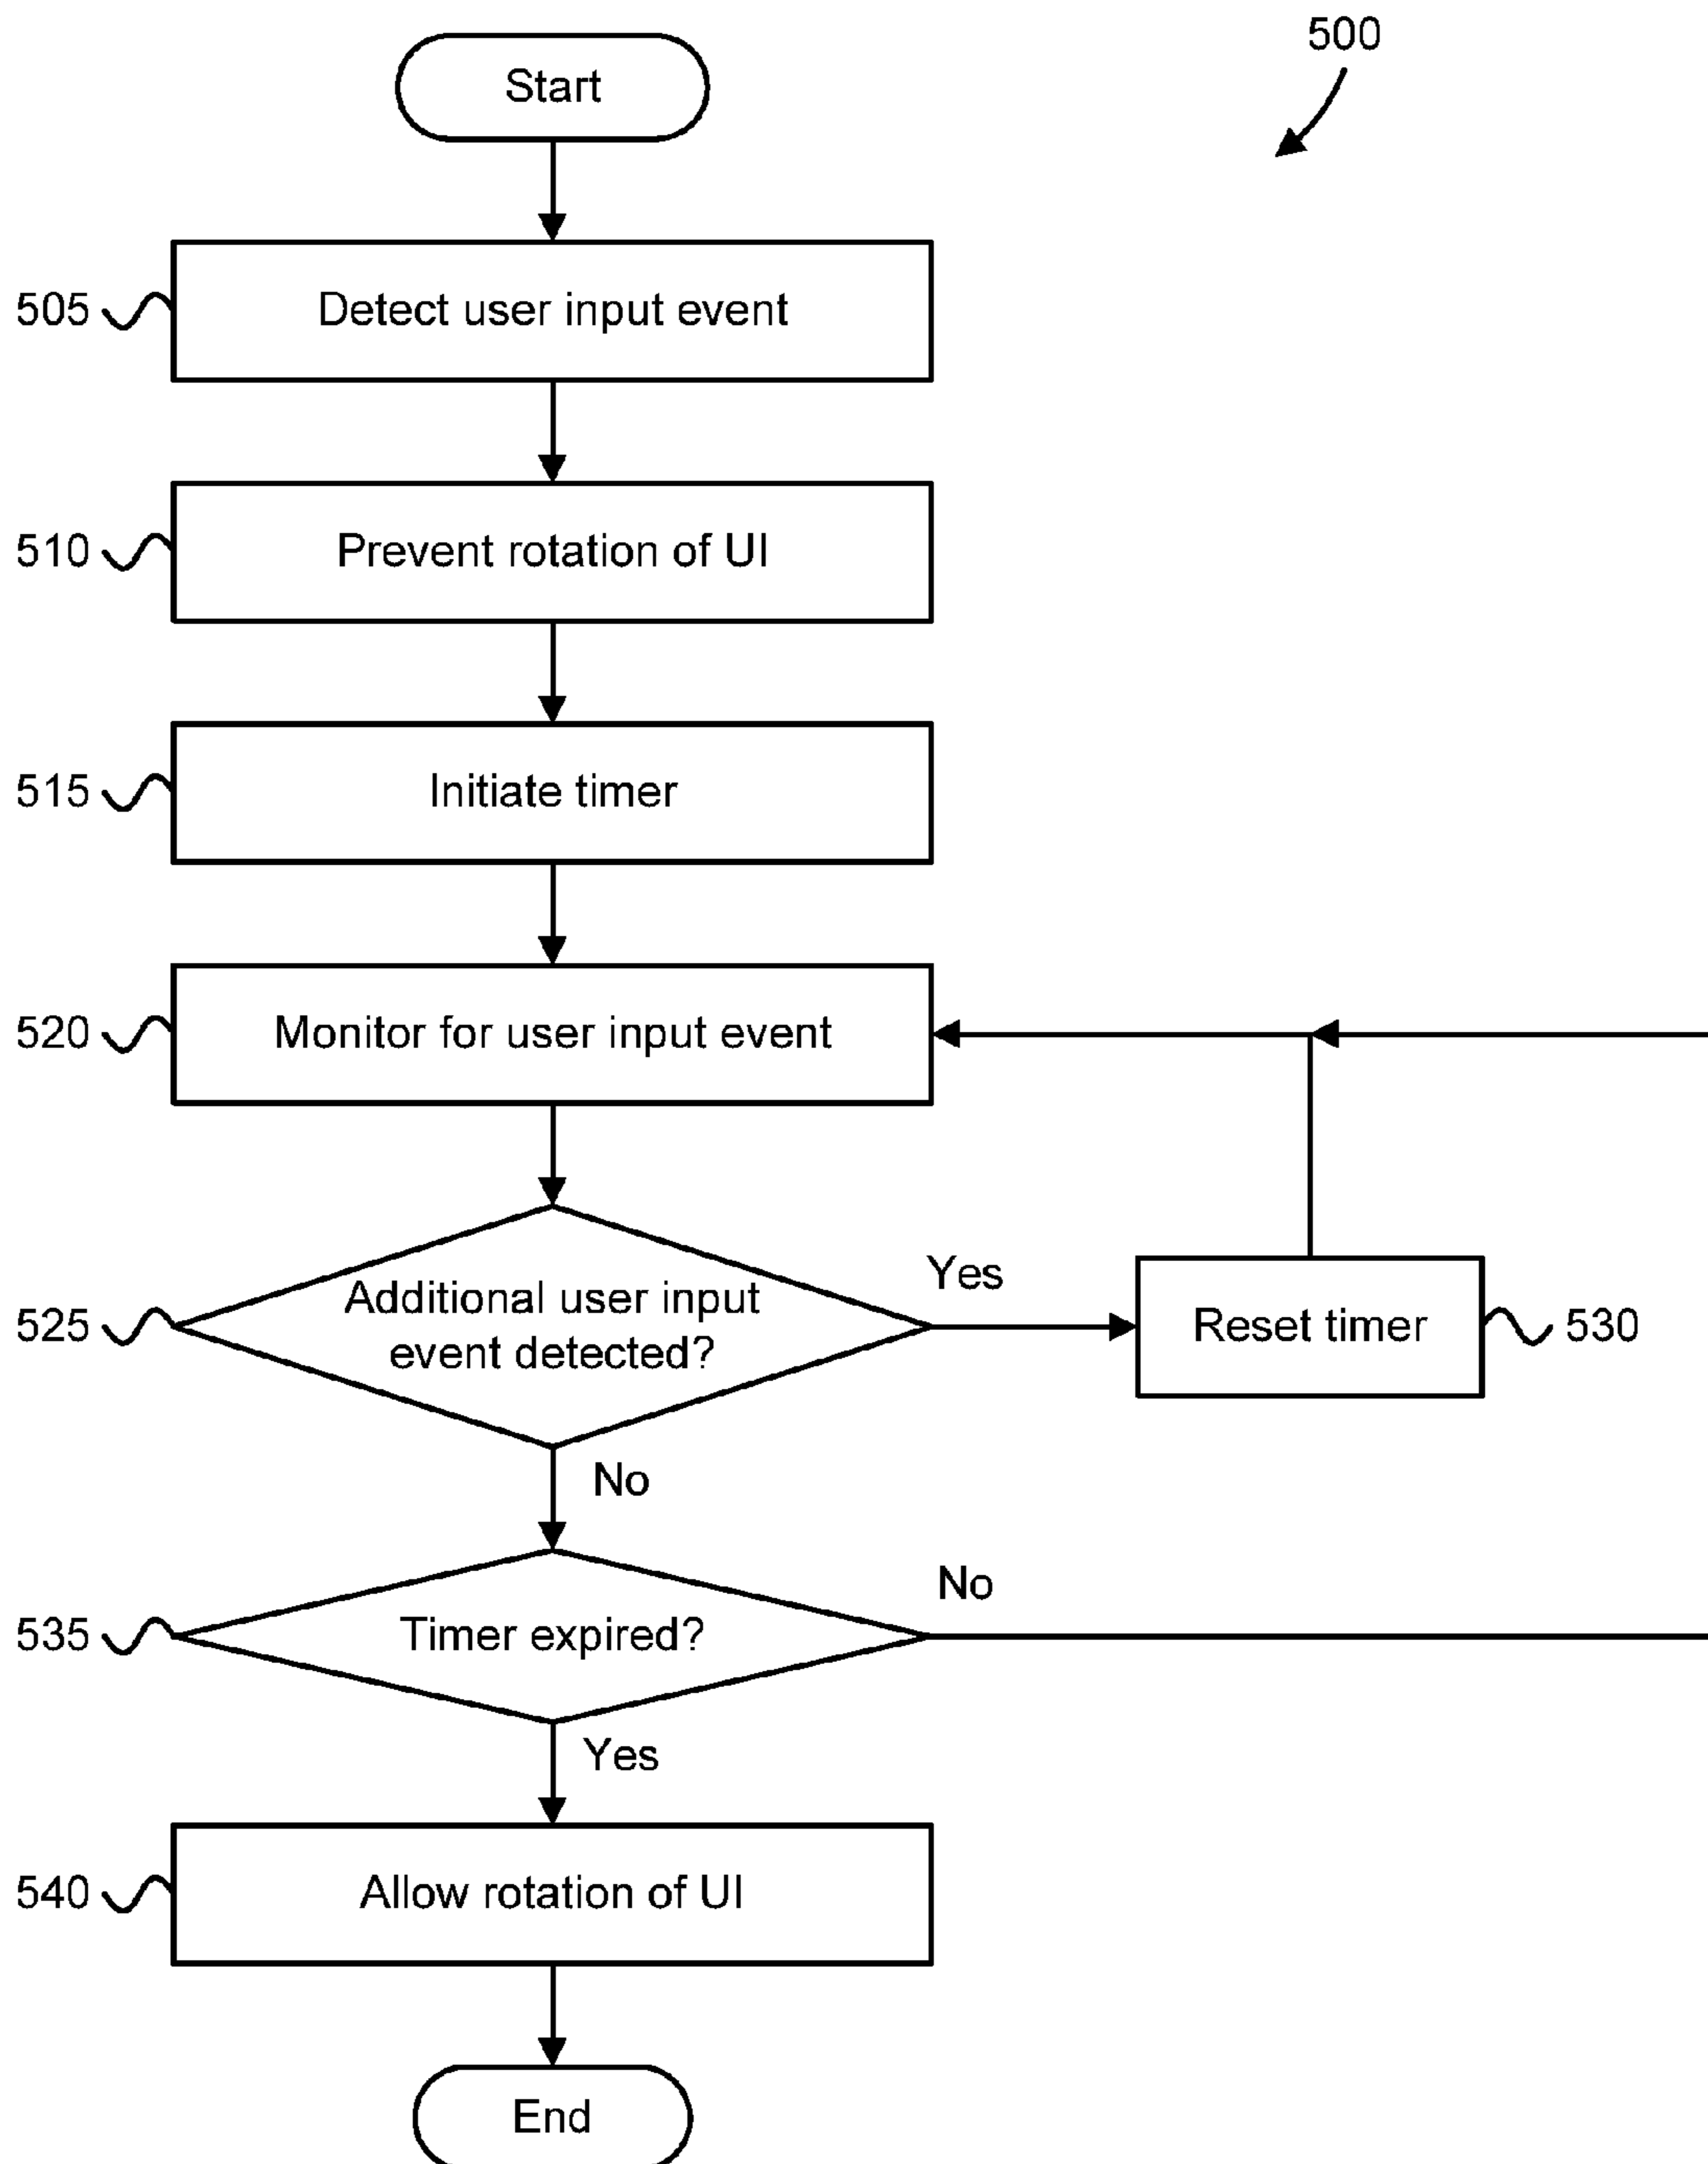 500
Start
505
Detect user input event
510
Prevent rotation of UI
515
Initiate timer
520
Monitor for user input event
525
Additional user input
event detected?
Yes
Reset timer
530
No
535
Timer expired?
No
Yes
540
Allow rotation of UI
End